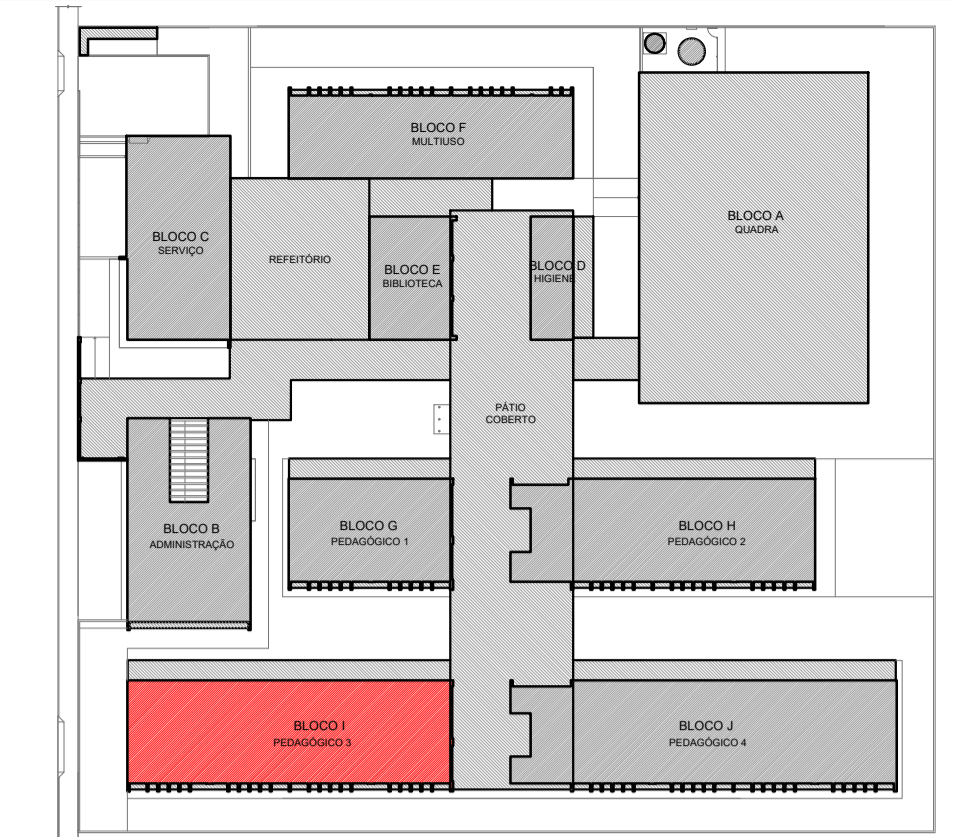 BLOCO F
MULTIUSO
BLOCO A
QUADRA
BLOCO C
SERVIÇO
REFEITÓRIO
BLOCO E
BIBLIOTECA
BLOCO D
HIGIENE
PÁTIO
COBERTO
BLOCO B
ADMINISTRAÇÃO
BLOCO G
PEDAGÓGICO 1
BLOCO H
PEDAGÓGICO 2
BLOCO I
PEDAGÓGICO 3
BLOCO J
PEDAGÓGICO 4